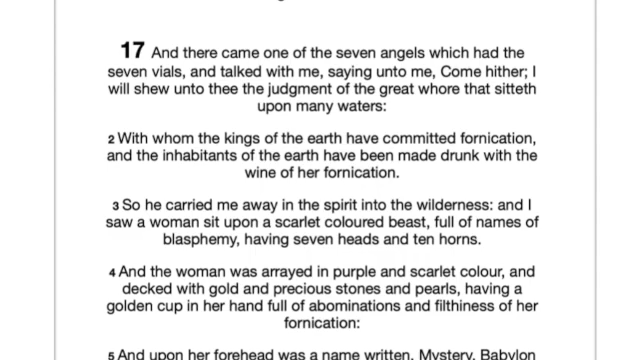 17 And there came one of the seven angels which had the
seven vials, and talked with me, saying unto me, Come hither; I
will shew unto thee the judgment of the great whore that sitteth
upon many waters:
2 With whom the kings of the earth have committed fornication,
and the inhabitants of the earth have been made drunk with the
wine of her fornication.
3 So he carried me away in the spirit into the wilderness: and I
saw a woman sit upon a scarlet coloured beast, full of names of
blasphemy, having seven heads and ten horns.
4 And the woman was arrayed in purple and scarlet colour, and
decked with gold and precious stones and pearls, having a
golden cup in her hand full of abominations and filthiness of her
fornication:
5 And upon her forehead was a name written, Mystery, Babylon